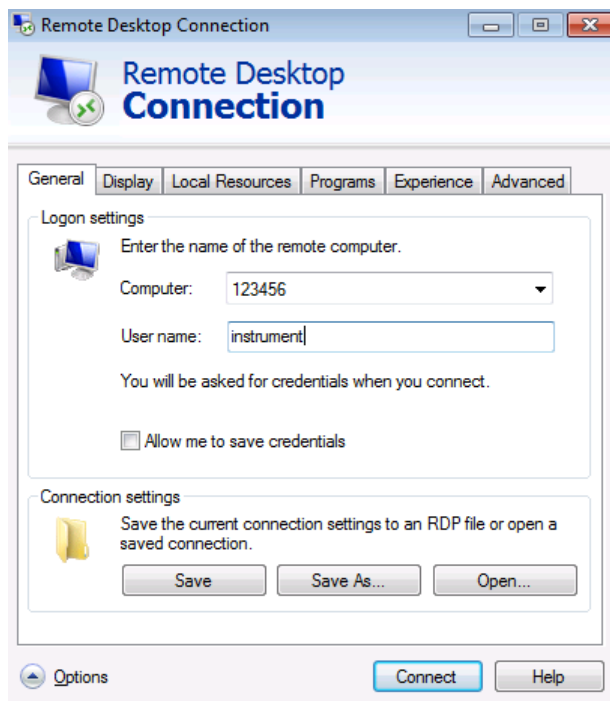 Remote Desktop Connection
Remote Desktop
Connection
General Display Local Resources Programs Experience Advanced
Logon settings
Enter the name of the remote computer.
Computer: 123456
User name: instrument
You will be asked for credentials when you connect.
Allow me to save credentials
Connection settings
Save the current connection settings to an RDP file or open a
saved connection.
Save Save As... Open...
Options Connect Help